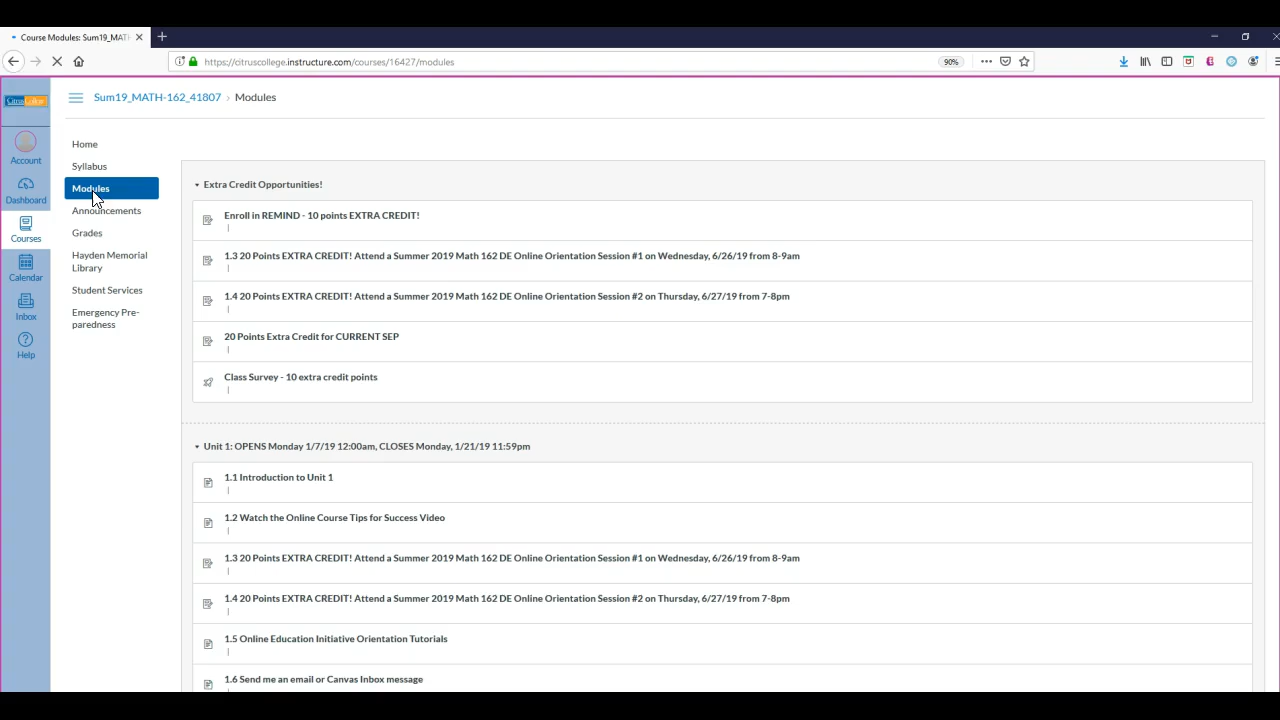 Course Modules: Sum19_MATH
https://citruscollege.instructure.com/courses/16427/modules
90%
Citrus College
Sum19_MATH-162_41807 › Modules
Account
Dashboard
Courses
Calendar
Inbox
Help
Home
Syllabus
Modules
Announcements
Grades
Hayden Memorial
Library
Student Services
Emergency Pre-
paredness
Extra Credit Opportunities!
Enroll in REMIND - 10 points EXTRA CREDIT!
|
1.3 20 Points EXTRA CREDIT! Attend a Summer 2019 Math 162 DE Online Orientation Session #1 on Wednesday, 6/26/19 from 8-9am
|
1.4 20 Points EXTRA CREDIT! Attend a Summer 2019 Math 162 DE Online Orientation Session #2 on Thursday, 6/27/19 from 7-8pm
|
20 Points Extra Credit for CURRENT SEP
|
Class Survey - 10 extra credit points
|
Unit 1: OPENS Monday 1/7/19 12:00am, CLOSES Monday, 1/21/19 11:59pm
1.1 Introduction to Unit 1
|
1.2 Watch the Online Course Tips for Success Video
|
1.3 20 Points EXTRA CREDIT! Attend a Summer 2019 Math 162 DE Online Orientation Session #1 on Wednesday, 6/26/19 from 8-9am
|
1.4 20 Points EXTRA CREDIT! Attend a Summer 2019 Math 162 DE Online Orientation Session #2 on Thursday, 6/27/19 from 7-8pm
|
1.5 Online Education Initiative Orientation Tutorials
|
1.6 Send me an email or Canvas Inbox message